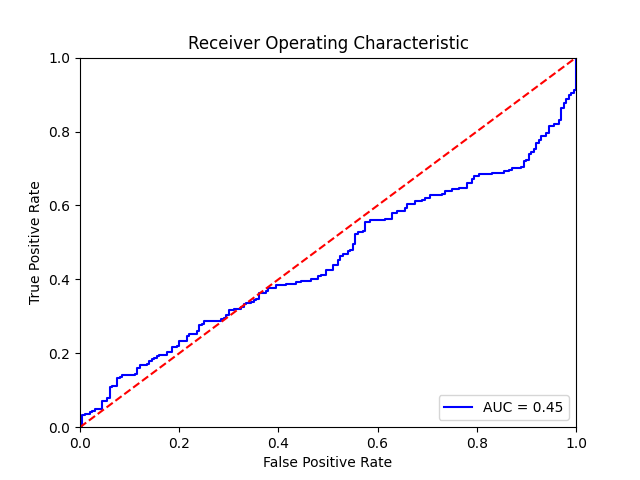 Receiver Operating Characteristic
1.0
0.8
0.6
0.4
0.2
0.0
True Positive Rate
AUC = 0.45
0.0 0.2 0.4 0.6 0.8 1.0
False Positive Rate